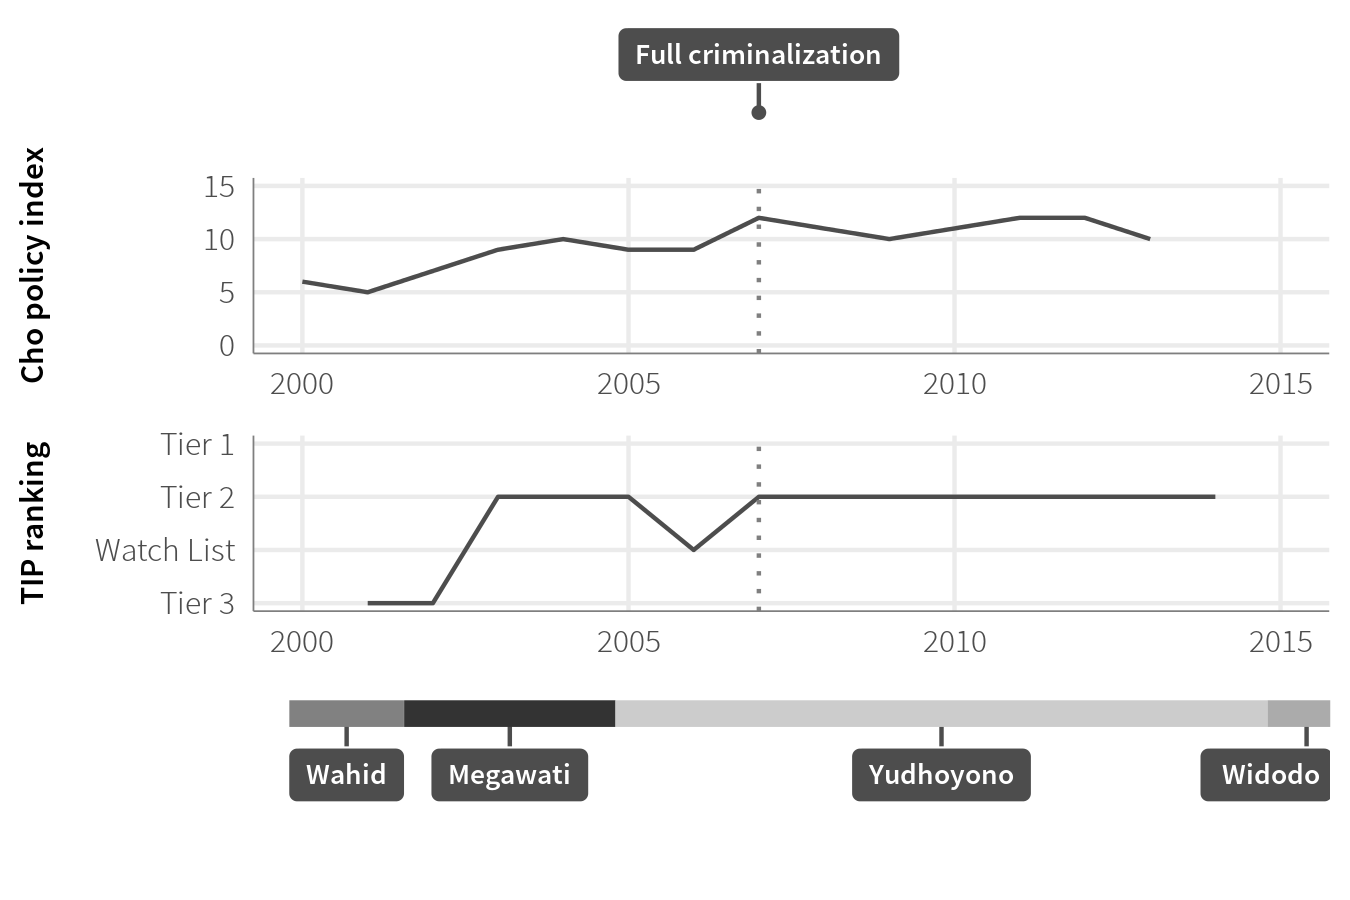 Full criminalization
Cho policy index
15
10
5
0
2000 2005 2010 2015
TIP ranking
Tier 1
Tier 2
Watch List
Tier 3
2000 2005 2010 2015
Wahid Megawati Yudhoyono Widodo